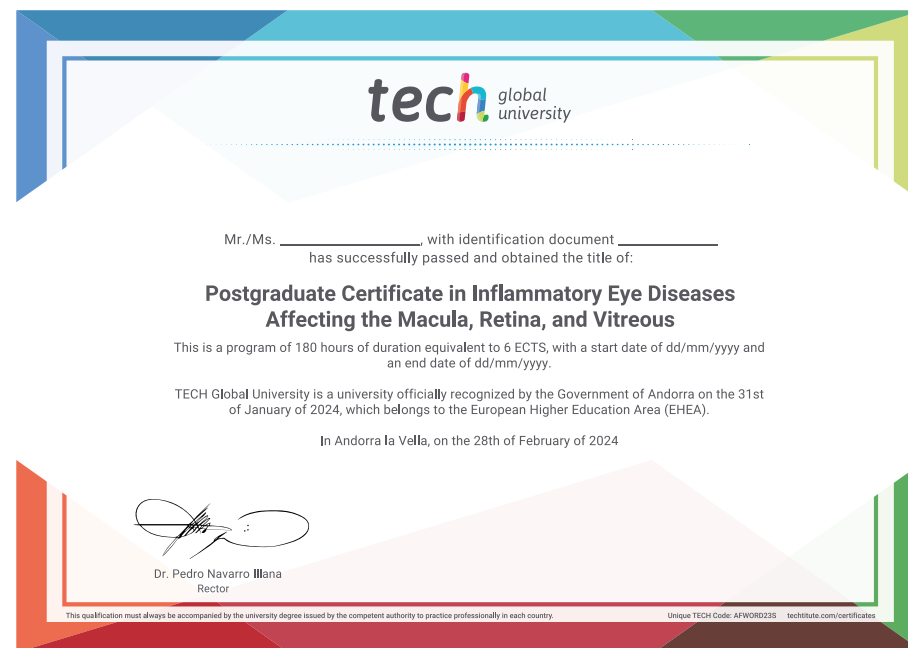 tech global
university
Mr./Ms. ____________, with identification document ____________
has successfully passed and obtained the title of:
Postgraduate Certificate in Inflammatory Eye Diseases
Affecting the Macula, Retina, and Vitreous
This is a program of 180 hours of duration equivalent to 6 ECTS, with a start date of dd/mm/yyyy and
an end date of dd/mm/yyyy.
TECH Global University is a university officially recognized by the Government of Andorra on the 31st
of January of 2024, which belongs to the European Higher Education Area (EHEA).
In Andorra la Vella, on the 28th of February of 2024
Dr. Pedro Navarro Illana
Rector
This qualification must always be accompanied by the university degree issued by the competent authority to practice professionally in each country.
Unique TECH Code: AFWORD23S techtitute.com/certificates